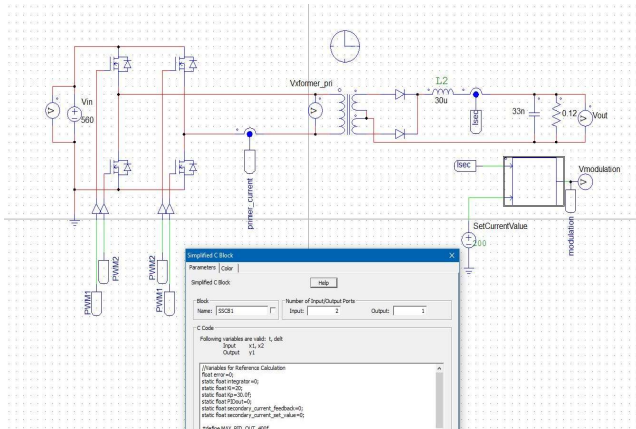 Vin
560
Vxformer_pri
L2
30u
Isec
33n
0.12
Vout
primer_current
Isec
Vmodulation
SetCurrentValue
200
modulation
PWM1
PWM2
PWM1
PWM2
Simplified C Block
Parameters
Color
Simplified C Block
Help
Block
Name: SSCB1
Number of Input/Output Ports
Input: 2
Output: 1
C Code
Following variables are valid: t, delt
Input x1, x2
Output y1
//Variables for Reference Calculation
float error=0;
static float integrator=0;
static float Ki=20;
static float Kp=30.0f;
static float PIDout=0;
static float secondary_current_feedback=0;
static float secondary_current_set_value=0;
#define MAX_PID_OUT 400f